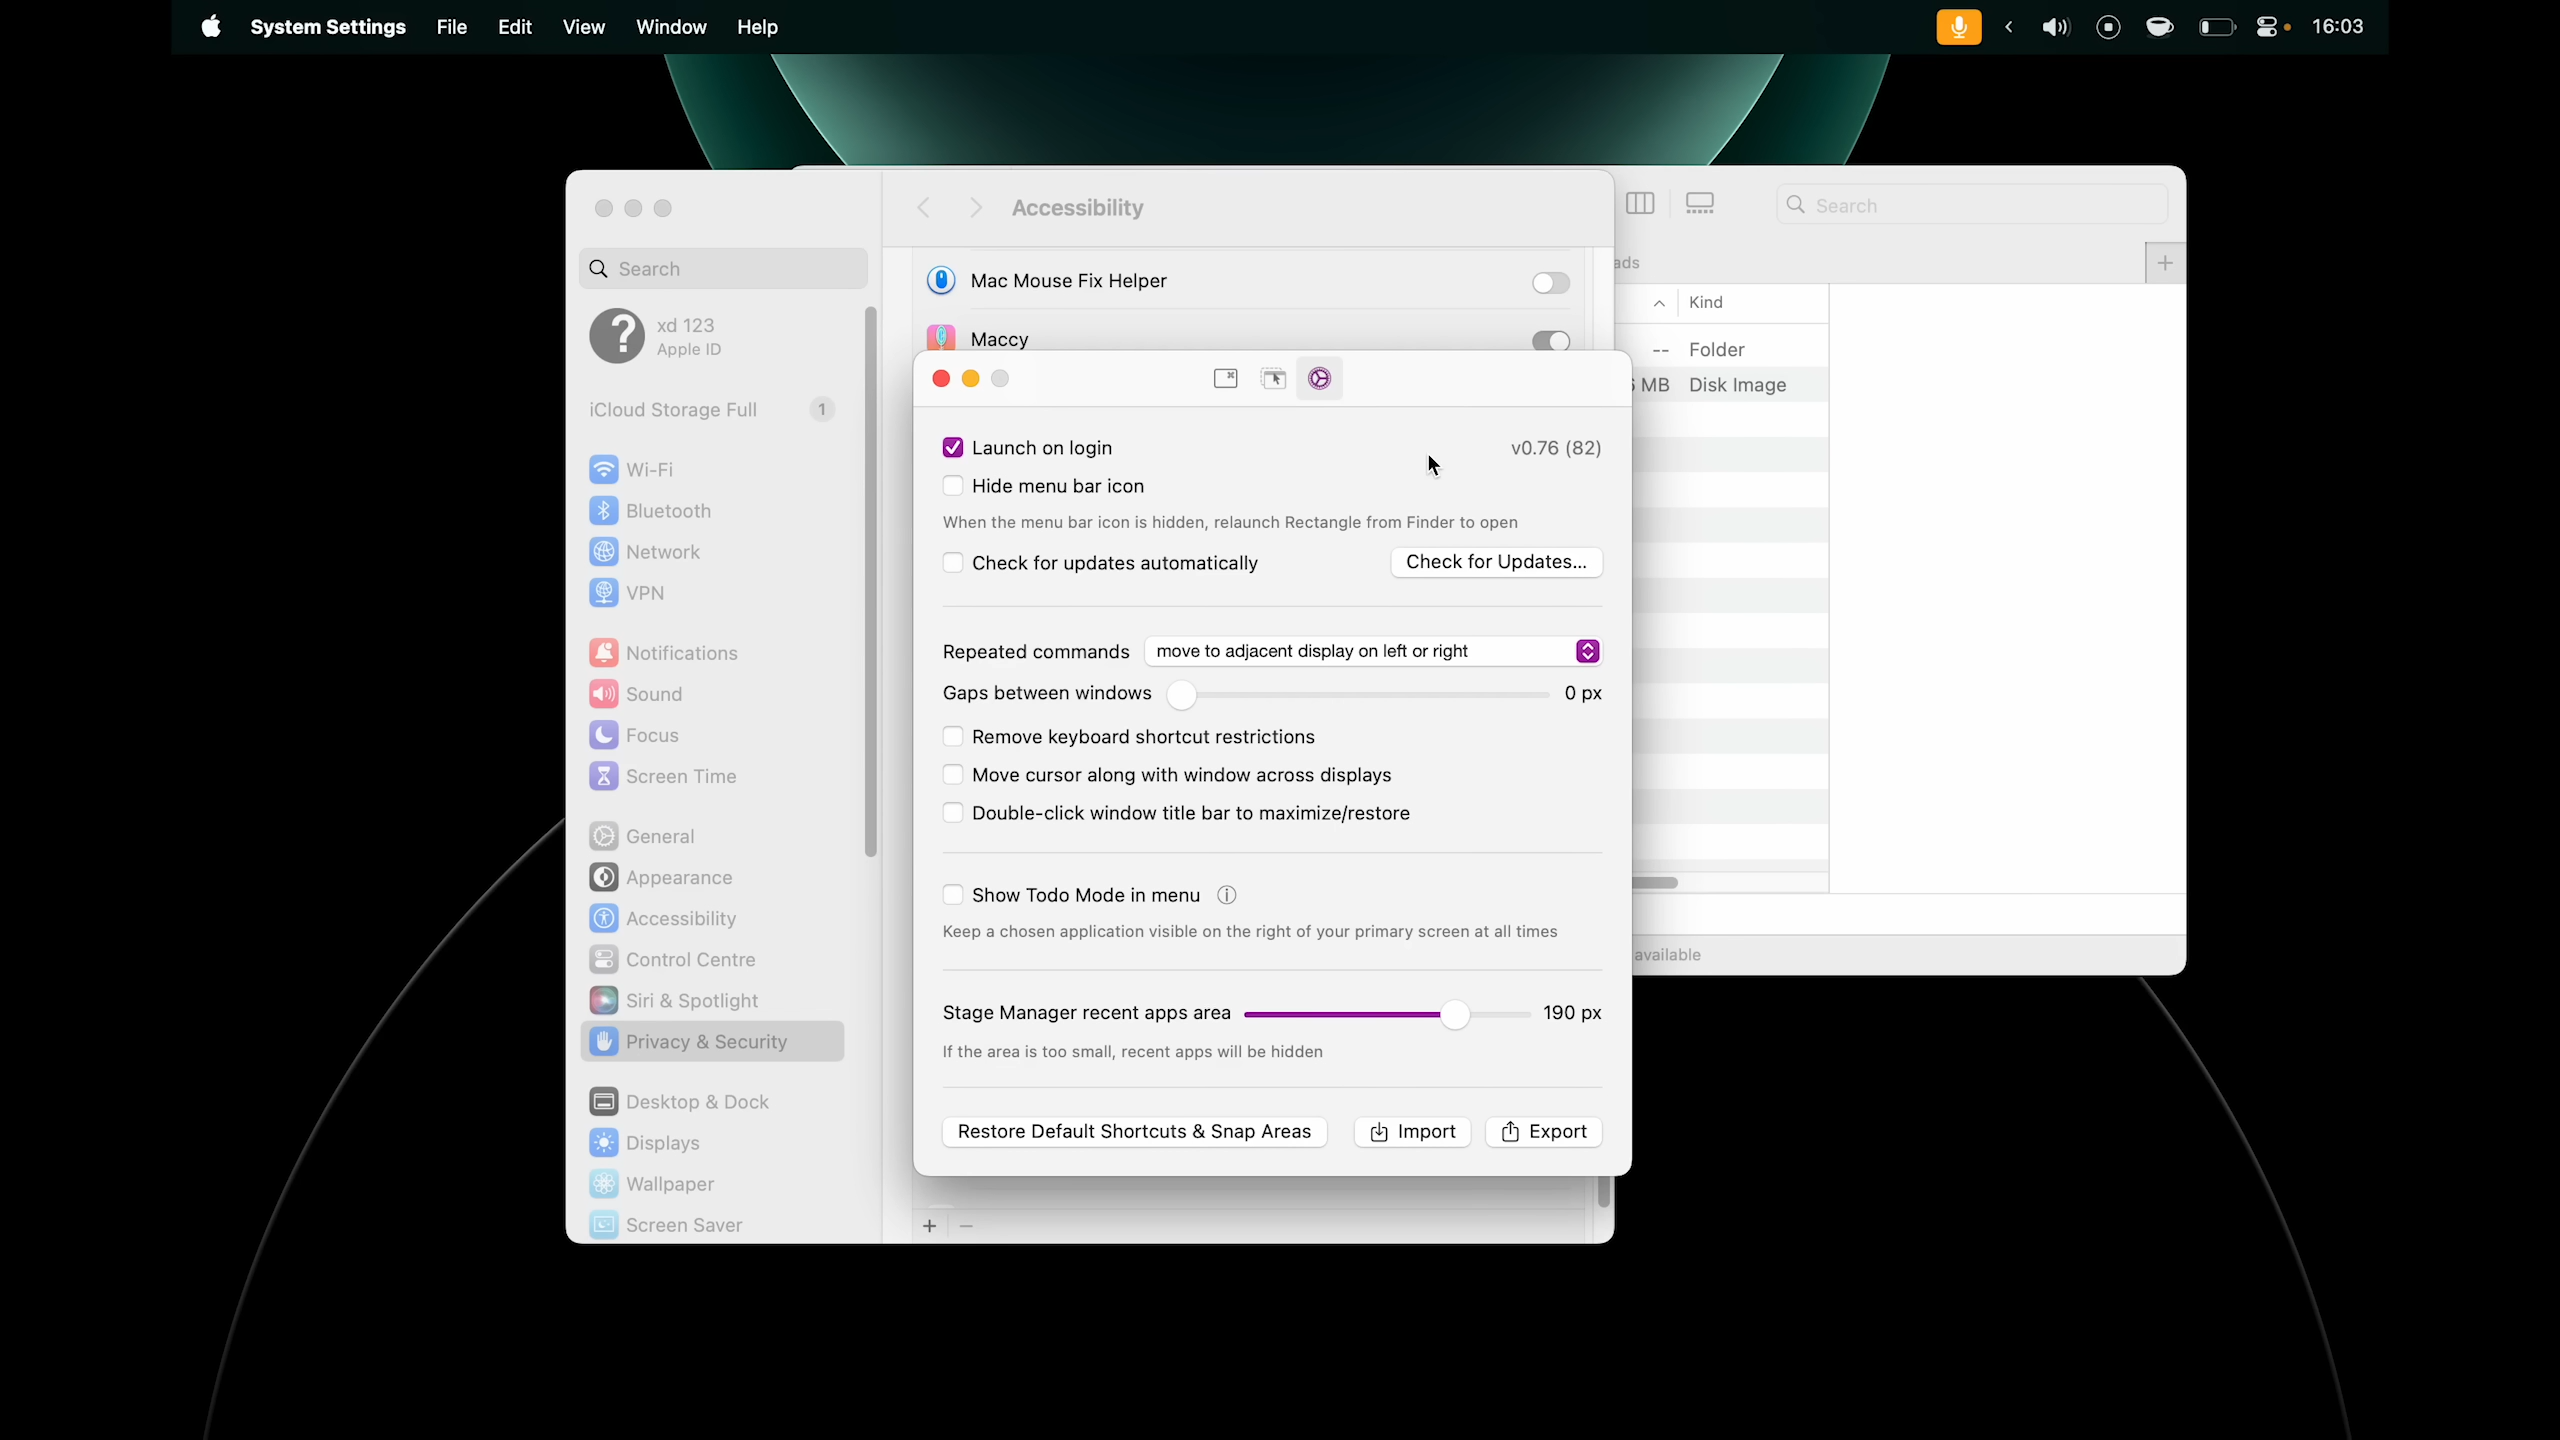 System Settings File Edit View Window Help 16:03
Accessibility
Search
Search
ads
xd 123
Apple ID
iCloud Storage Full 1
Wi-Fi
Bluetooth
Network
VPN
Notifications
Sound
Focus
Screen Time
General
Appearance
Accessibility
Control Centre
Siri & Spotlight
Privacy & Security
Desktop & Dock
Displays
Wallpaper
Screen Saver
Mac Mouse Fix Helper
Maccy
Kind
-- Folder
MB Disk Image
available
Launch on login v0.76 (82)
Hide menu bar icon
When the menu bar icon is hidden, relaunch Rectangle from Finder to open
Check for updates automatically Check for Updates...
Repeated commands move to adjacent display on left or right
Gaps between windows 0 px
Remove keyboard shortcut restrictions
Move cursor along with window across displays
Double-click window title bar to maximize/restore
Show Todo Mode in menu
Keep a chosen application visible on the right of your primary screen at all times
Stage Manager recent apps area 190 px
If the area is too small, recent apps will be hidden
Restore Default Shortcuts & Snap Areas Import Export